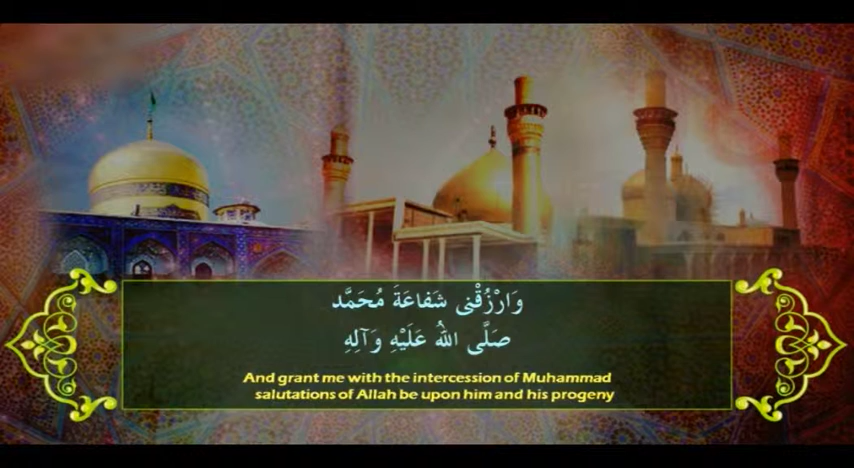 وَارْزُقْنى شَفاعَةَ مُحَمَّد
صَلَّى اللهُ عَلَيْهِ وَآلِهِ
And grant me with the intercession of Muhammad
salutations of Allah be upon him and his progeny